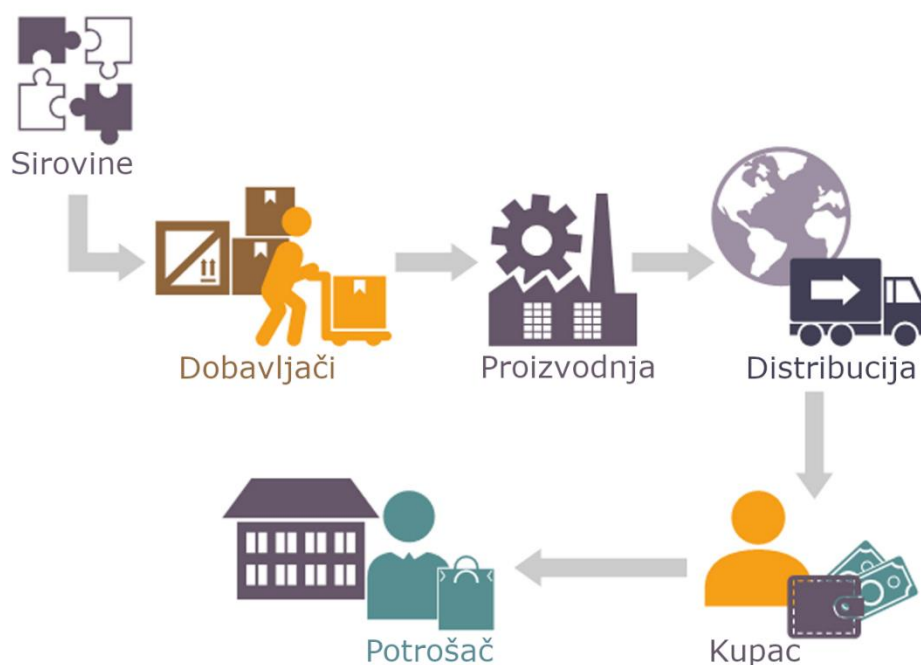 Sirovine
Dobavljači
Proizvodnja
Distribucija
Potrošač
Kupac